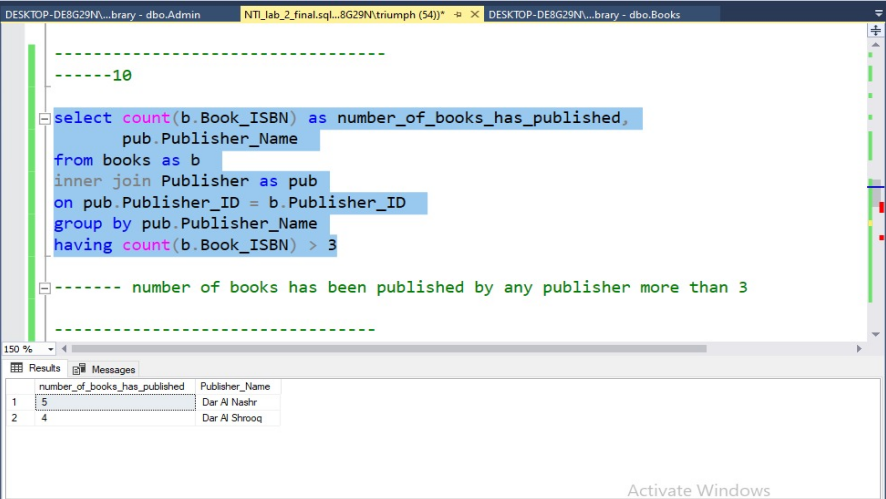 DESKTOP-DE8G29N\...brary - dbo.Admin NTI_lab_2_final.sql...8G29N\triumph (54))* DESKTOP-DE8G29N\...brary - dbo.Books
----------------------------------
------10
select count(b.Book_ISBN) as number_of_books_has_published,
pub.Publisher_Name
from books as b
inner join Publisher as pub
on pub.Publisher_ID = b.Publisher_ID
group by pub.Publisher_Name
having count(b.Book_ISBN) > 3
------- number of books has been published by any publisher more than 3
---------------------------------
150 %
Results Messages
number_of_books_has_published Publisher_Name
1 5 Dar Al Nashr
2 4 Dar Al Shrooq
Activate Windows